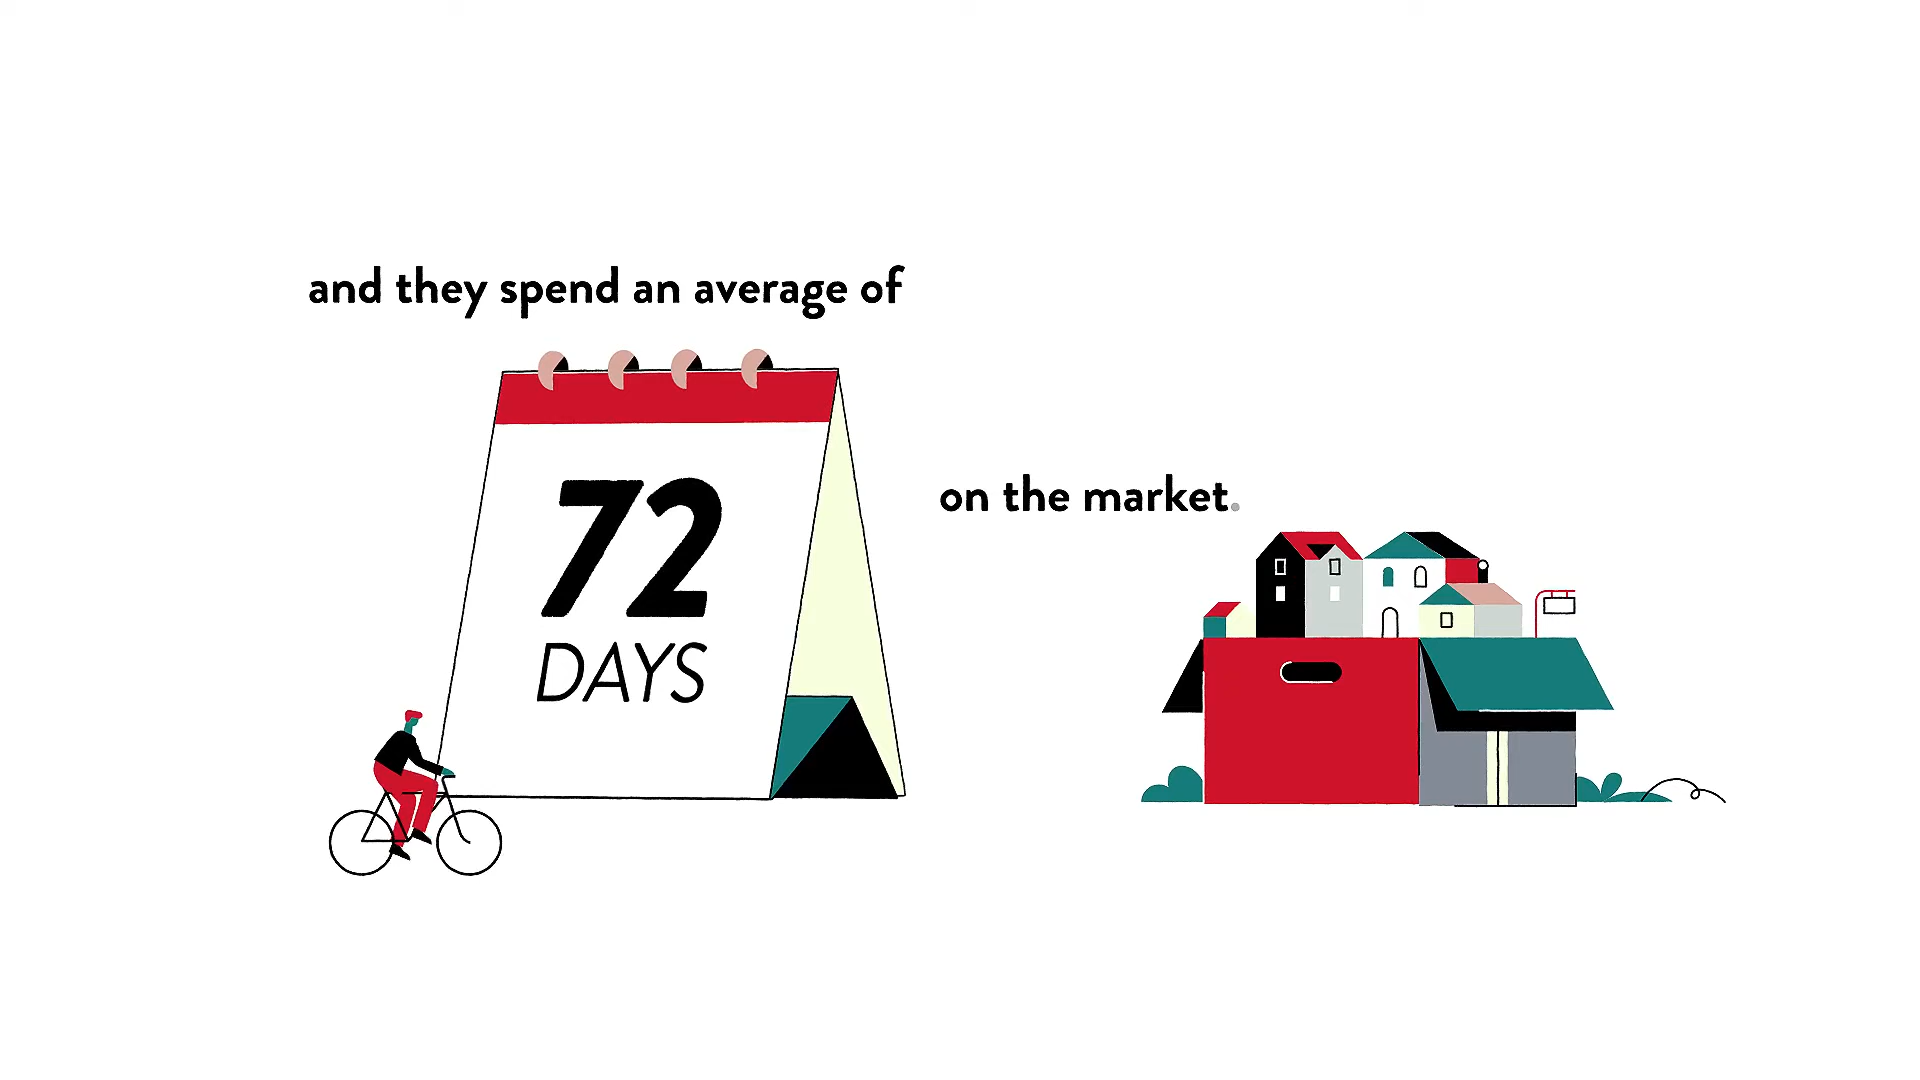 and they spend an average of
72
DAYS
on the market.